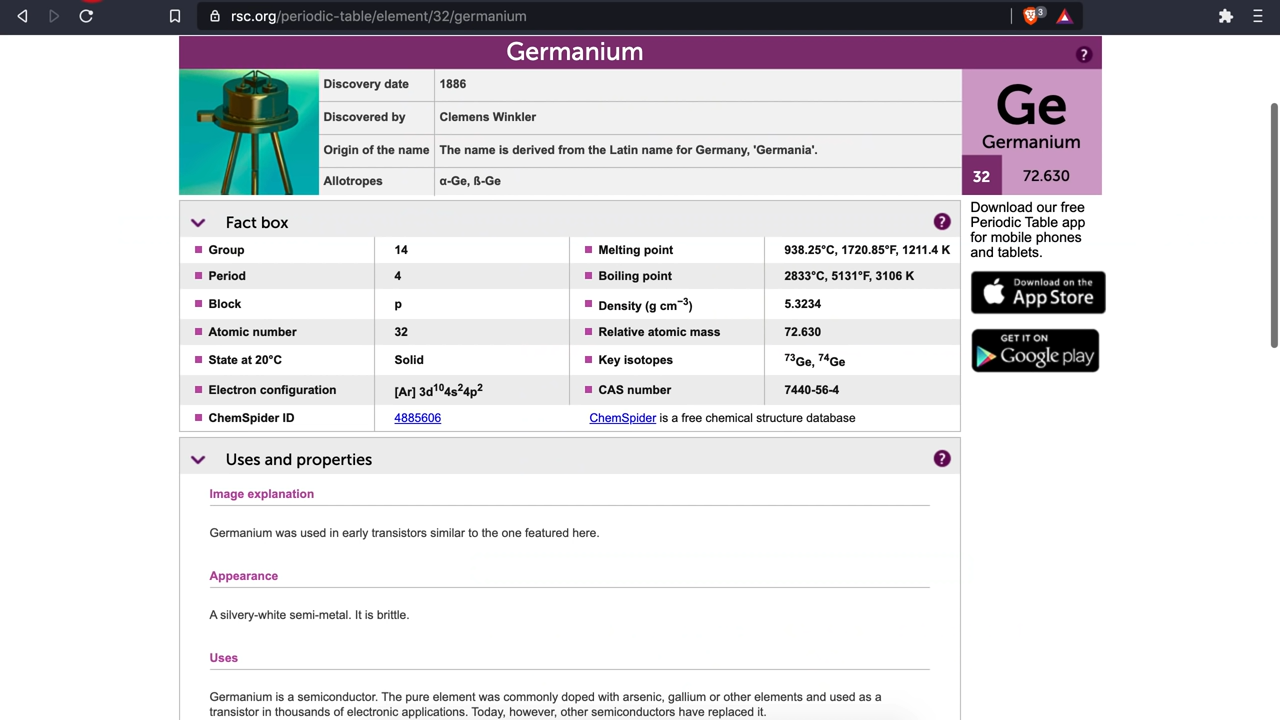 rsc.org/periodic-table/element/32/germanium
3
Germanium
?
Discovery date 1886
Discovered by Clemens Winkler
Origin of the name The name is derived from the Latin name for Germany, 'Germania'.
Allotropes α-Ge, ß-Ge
Ge
Germanium
32 72.630
Download our free
Periodic Table app
for mobile phones
and tablets.
Download on the
App Store
GET IT ON
Google play
Fact box ?
Group 14 Melting point 938.25°C, 1720.85°F, 1211.4 K
Period 4 Boiling point 2833°C, 5131°F, 3106 K
Block p Density (g cm⁻³) 5.3234
Atomic number 32 Relative atomic mass 72.630
State at 20°C Solid Key isotopes ⁷³Ge, ⁷⁴Ge
Electron configuration [Ar] 3d¹⁰4s²4p² CAS number 7440-56-4
ChemSpider ID 4885606 ChemSpider is a free chemical structure database
Uses and properties ?
Image explanation
Germanium was used in early transistors similar to the one featured here.
Appearance
A silvery-white semi-metal. It is brittle.
Uses
Germanium is a semiconductor. The pure element was commonly doped with arsenic, gallium or other elements and used as a
transistor in thousands of electronic applications. Today, however, other semiconductors have replaced it.